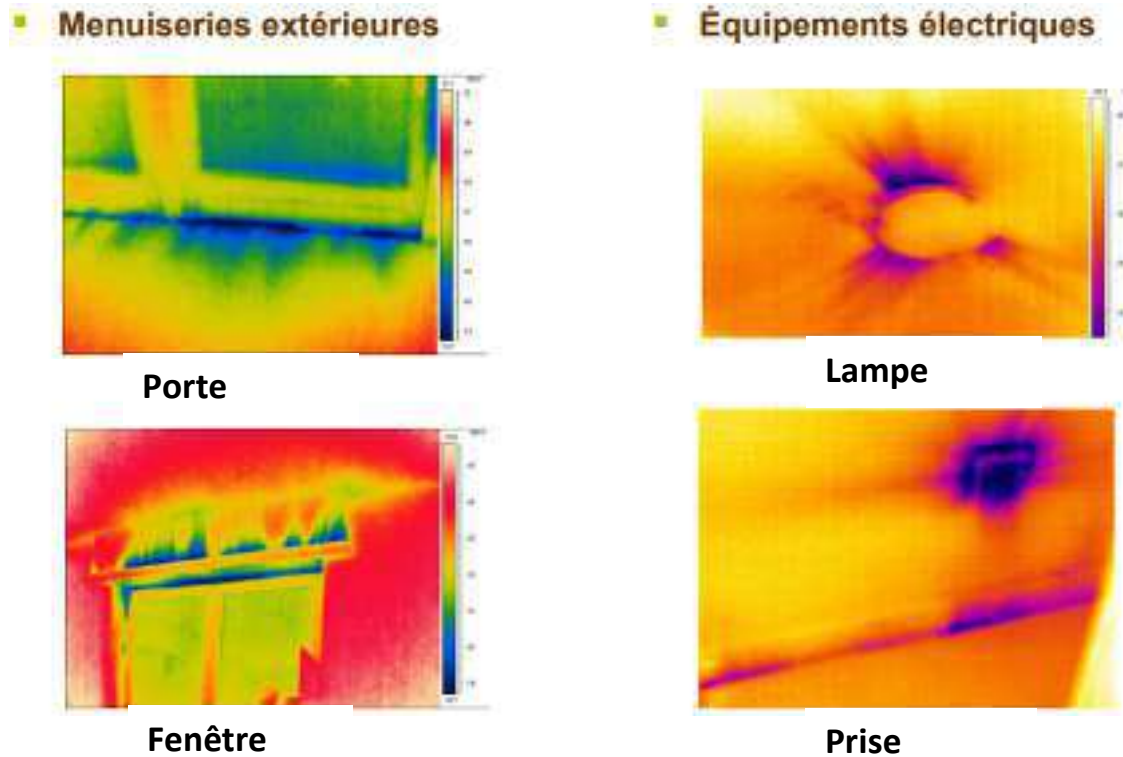 Menuiseries extérieures
Porte
Fenêtre
Équipements électriques
Lampe
Prise